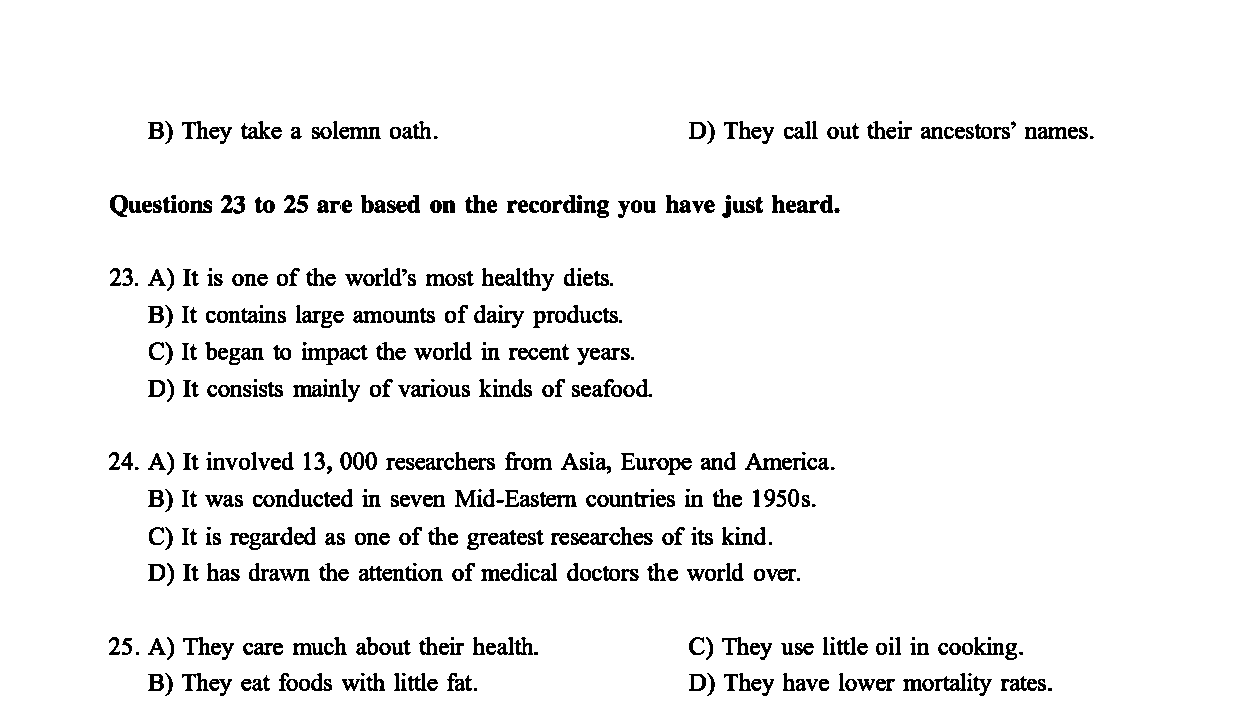 B) They take a solemn oath. D) They call out their ancestors’ names.
Questions 23 to 25 are based on the recording you have just heard.
23. A) It is one of the world’s most healthy diets.
B) It contains large amounts of dairy products.
C) It began to impact the world in recent years.
D) It consists mainly of various kinds of seafood.
24. A) It involved 13, 000 researchers from Asia, Europe and America.
B) It was conducted in seven Mid-Eastern countries in the 1950s.
C) It is regarded as one of the greatest researches of its kind.
D) It has drawn the attention of medical doctors the world over.
25. A) They care much about their health. C) They use little oil in cooking.
B) They eat foods with little fat. D) They have lower mortality rates.